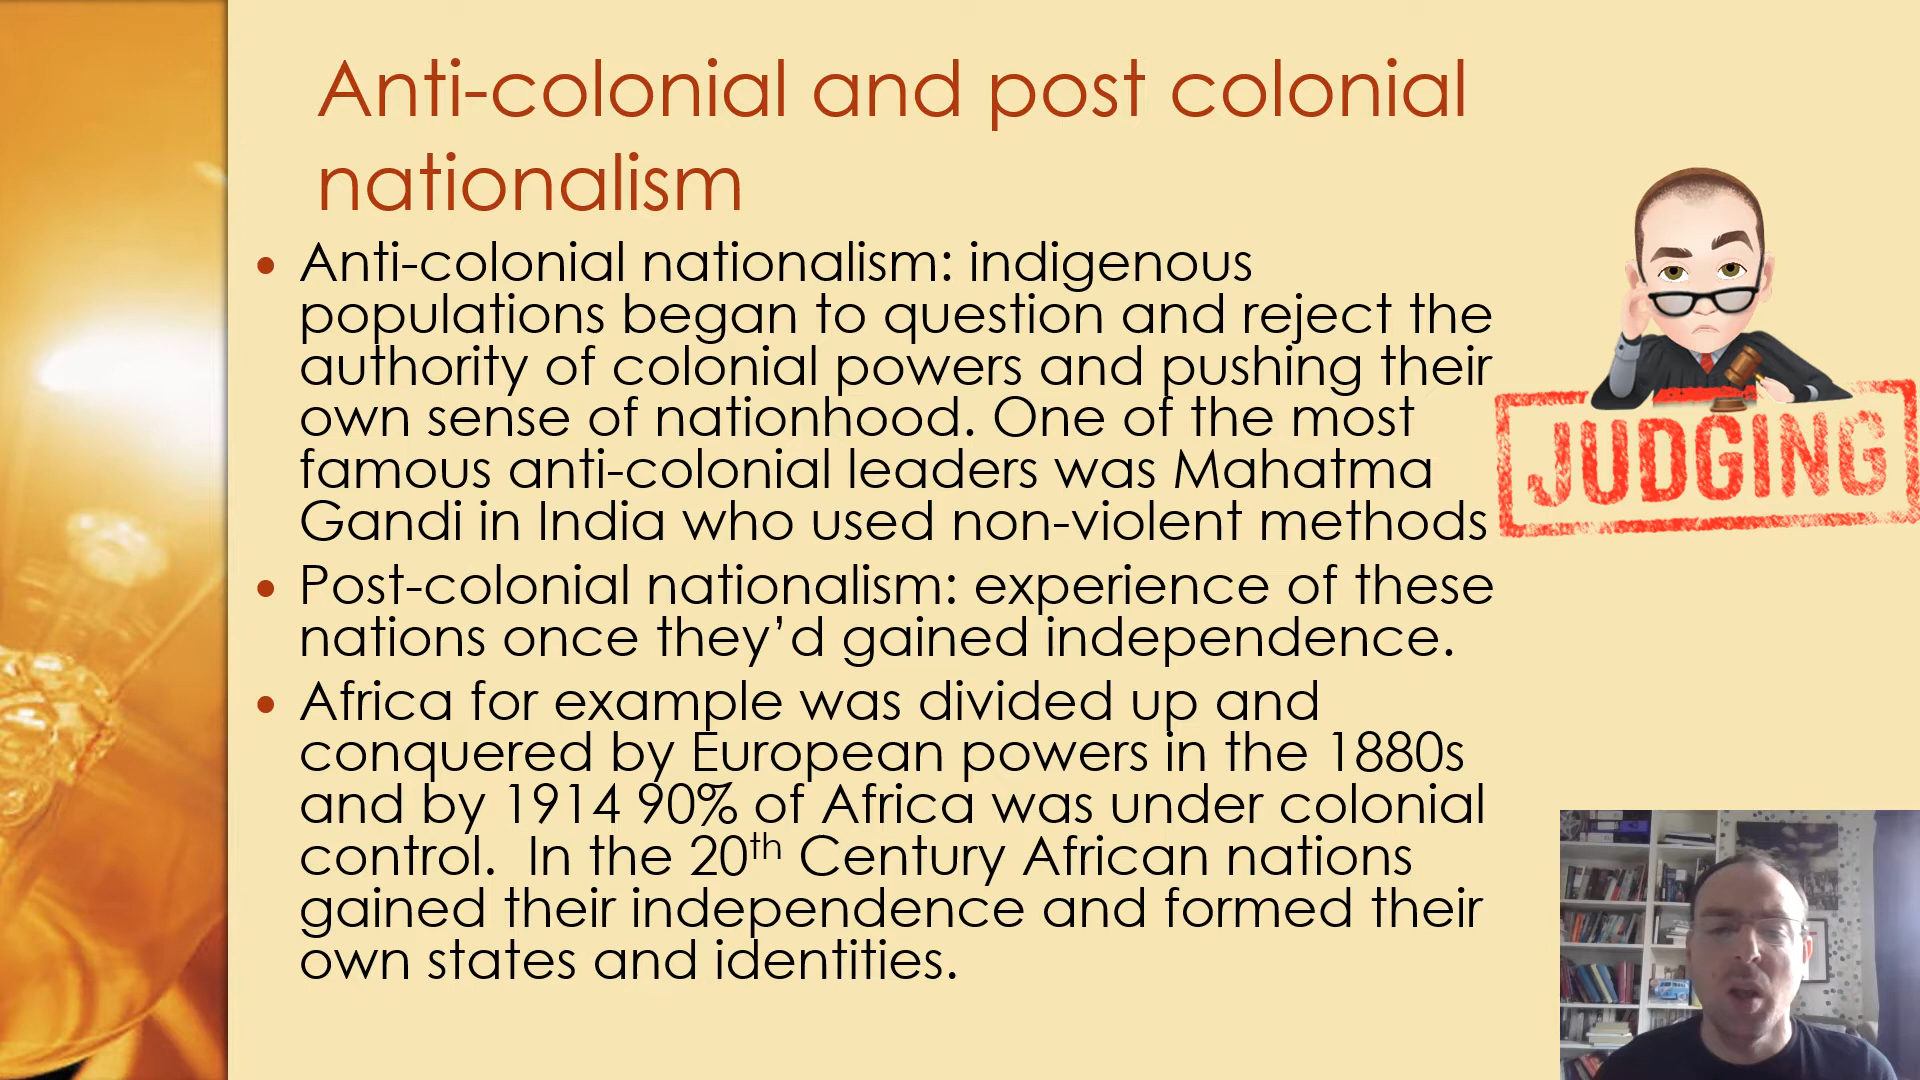 Anti-colonial and post colonial
nationalism
• Anti-colonial nationalism: indigenous
populations began to question and reject the
authority of colonial powers and pushing their
own sense of nationhood. One of the most
famous anti-colonial leaders was Mahatma
Gandi in India who used non-violent methods
• Post-colonial nationalism: experience of these
nations once they’d gained independence.
• Africa for example was divided up and
conquered by European powers in the 1880s
and by 1914 90% of Africa was under colonial
control.  In the 20th Century African nations
gained their independence and formed their
own states and identities.
JUDGING